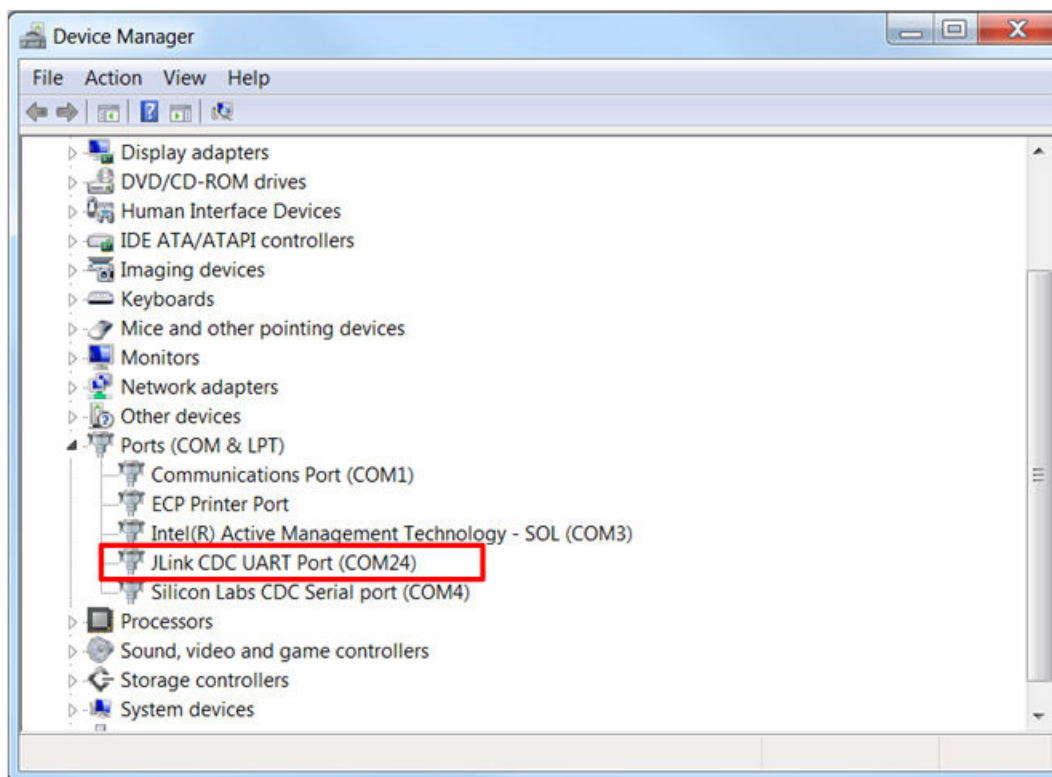 Device Manager
File Action View Help
Display adapters
DVD/CD-ROM drives
Human Interface Devices
IDE ATA/ATAPI controllers
Imaging devices
Keyboards
Mice and other pointing devices
Monitors
Network adapters
Other devices
Ports (COM & LPT)
Communications Port (COM1)
ECP Printer Port
Intel(R) Active Management Technology - SOL (COM3)
JLink CDC UART Port (COM24)
Silicon Labs CDC Serial port (COM4)
Processors
Sound, video and game controllers
Storage controllers
System devices